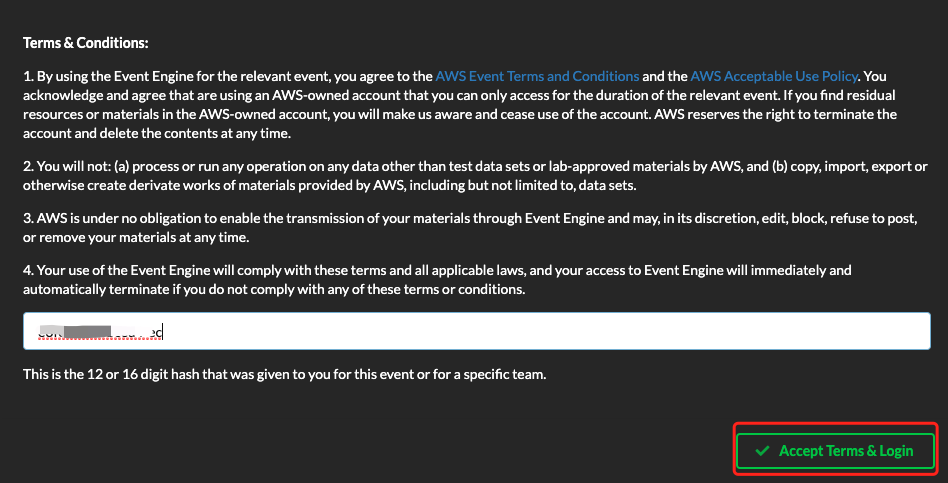 Terms & Conditions:
1. By using the Event Engine for the relevant event, you agree to the AWS Event Terms and Conditions and the AWS Acceptable Use Policy. You
acknowledge and agree that are using an AWS-owned account that you can only access for the duration of the relevant event. If you find residual
resources or materials in the AWS-owned account, you will make us aware and cease use of the account. AWS reserves the right to terminate the
account and delete the contents at any time.
2. You will not: (a) process or run any operation on any data other than test data sets or lab-approved materials by AWS, and (b) copy, import, export or
otherwise create derivate works of materials provided by AWS, including but not limited to, data sets.
3. AWS is under no obligation to enable the transmission of your materials through Event Engine and may, in its discretion, edit, block, refuse to post,
or remove your materials at any time.
4. Your use of the Event Engine will comply with these terms and all applicable laws, and your access to Event Engine will immediately and
automatically terminate if you do not comply with any of these terms or conditions.
This is the 12 or 16 digit hash that was given to you for this event or for a specific team.
Accept Terms & Login